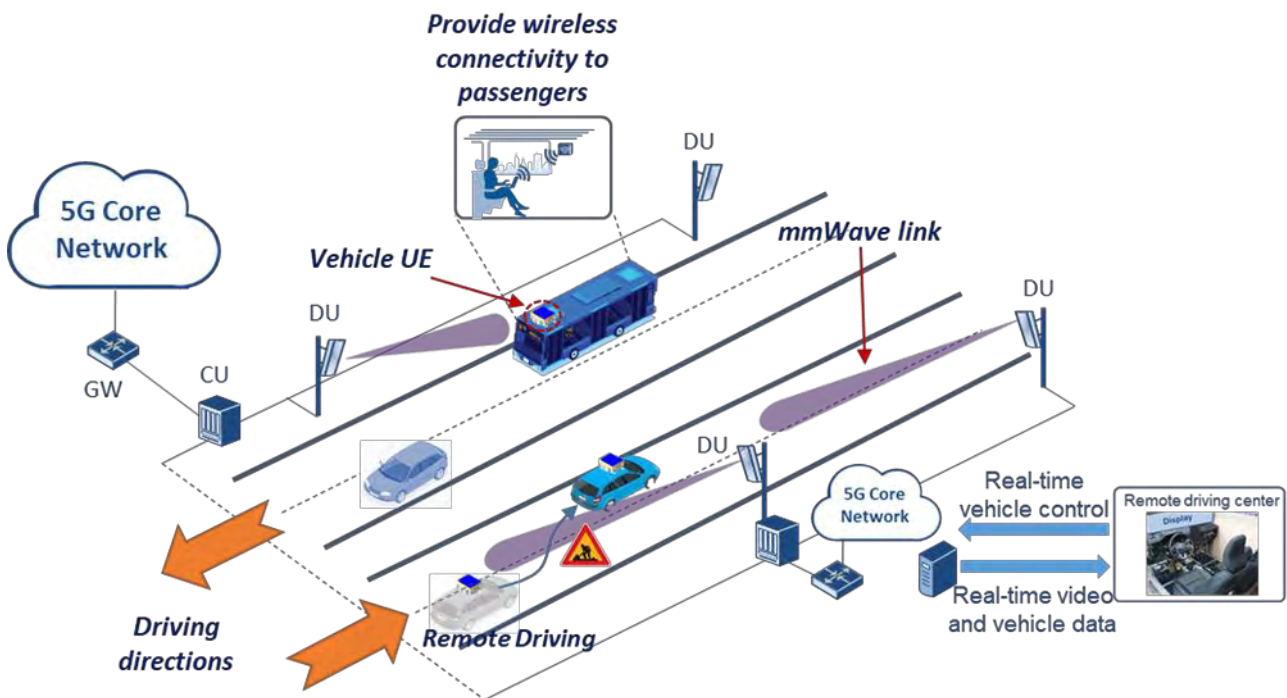 Provide wireless
connectivity to
passengers
DU
5G Core
Network
Vehicle UE
mmWave link
DU
DU
GW
CU
DU
5G Core
Network
Real-time
vehicle control
Remote driving center
Display
Real-time video
and vehicle data
Remote Driving
Driving
directions